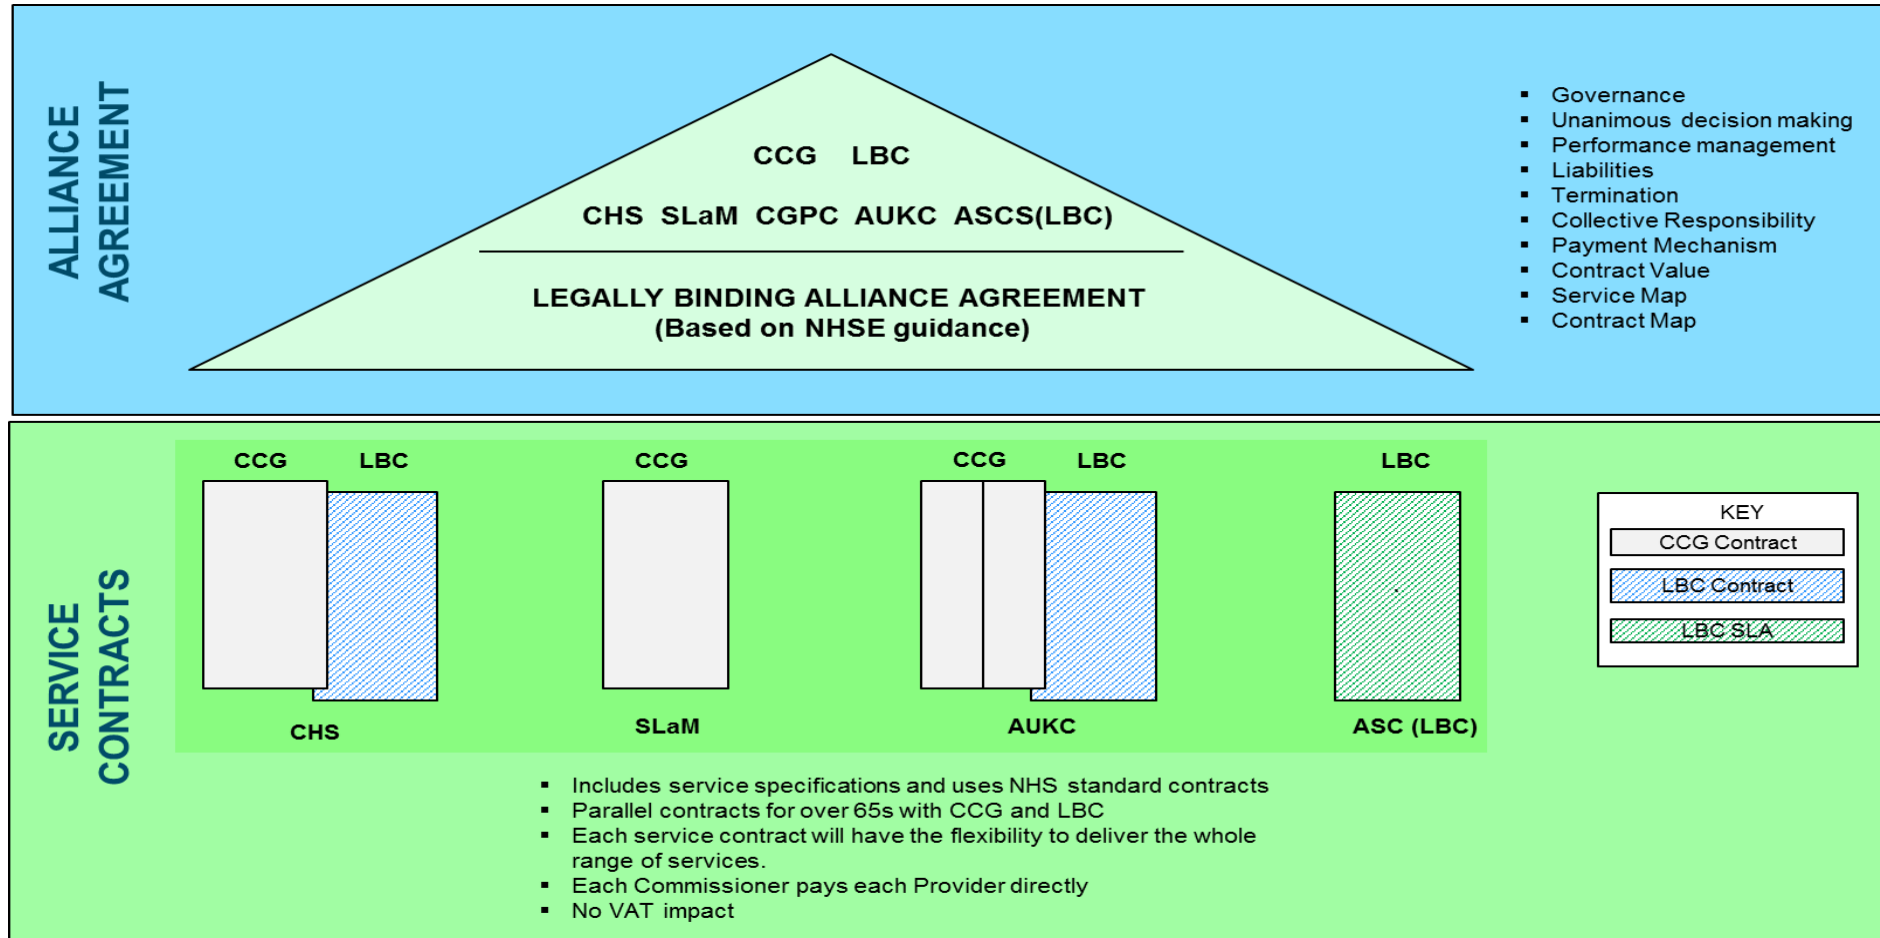 ALLIANCE
AGREEMENT
CCG LBC
CHS SLaM CGPC AUKC ASCS(LBC)
LEGALLY BINDING ALLIANCE AGREEMENT
(Based on NHSE guidance)
▪ Governance
▪ Unanimous decision making
▪ Performance management
▪ Liabilities
▪ Termination
▪ Collective Responsibility
▪ Payment Mechanism
▪ Contract Value
▪ Service Map
▪ Contract Map
SERVICE
CONTRACTS
CCG LBC
CHS
CCG
SLaM
CCG LBC
AUKC
LBC
ASC (LBC)
KEY
CCG Contract
LBC Contract
LBC SLA
▪ Includes service specifications and uses NHS standard contracts
▪ Parallel contracts for over 65s with CCG and LBC
▪ Each service contract will have the flexibility to deliver the whole
range of services.
▪ Each Commissioner pays each Provider directly
▪ No VAT impact